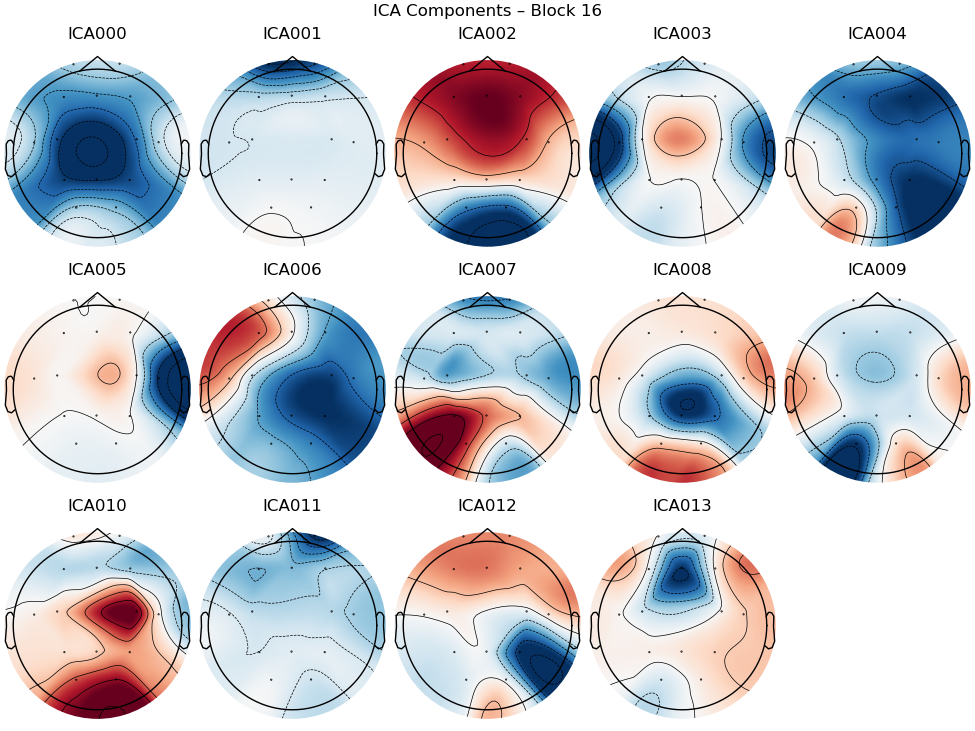 ICA Components – Block 16
ICA000 ICA001 ICA002 ICA003 ICA004
ICA005 ICA006 ICA007 ICA008 ICA009
ICA010 ICA011 ICA012 ICA013